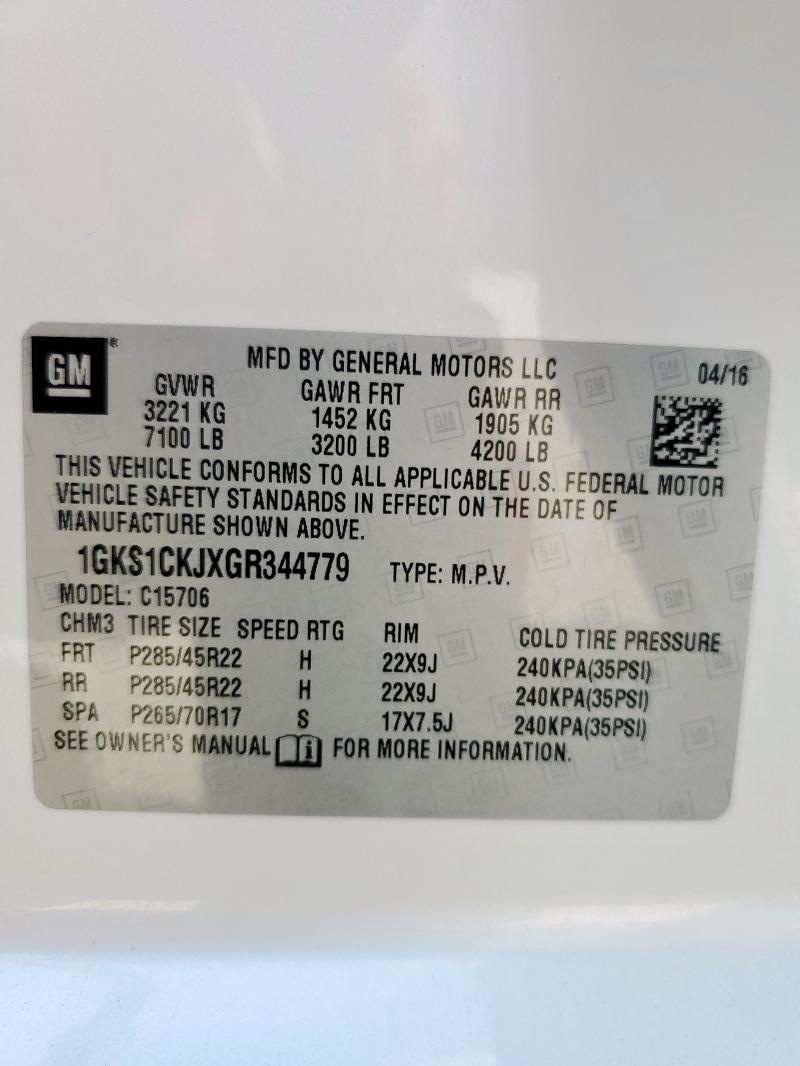 GM®
MFD BY GENERAL MOTORS LLC
04/16
GVWR GAWR FRT GAWR RR
3221 KG 1452 KG 1905 KG
7100 LB 3200 LB 4200 LB
THIS VEHICLE CONFORMS TO ALL APPLICABLE U.S. FEDERAL MOTOR
VEHICLE SAFETY STANDARDS IN EFFECT ON THE DATE OF
MANUFACTURE SHOWN ABOVE.
1GKS1CKJXGR344779 TYPE: M.P.V.
MODEL: C15706
CHM3 TIRE SIZE SPEED RTG RIM COLD TIRE PRESSURE
FRT P285/45R22 H 22X9J 240KPA(35PSI)
RR P285/45R22 H 22X9J 240KPA(35PSI)
SPA P265/70R17 S 17X7.5J 240KPA(35PSI)
SEE OWNER'S MANUAL i FOR MORE INFORMATION.